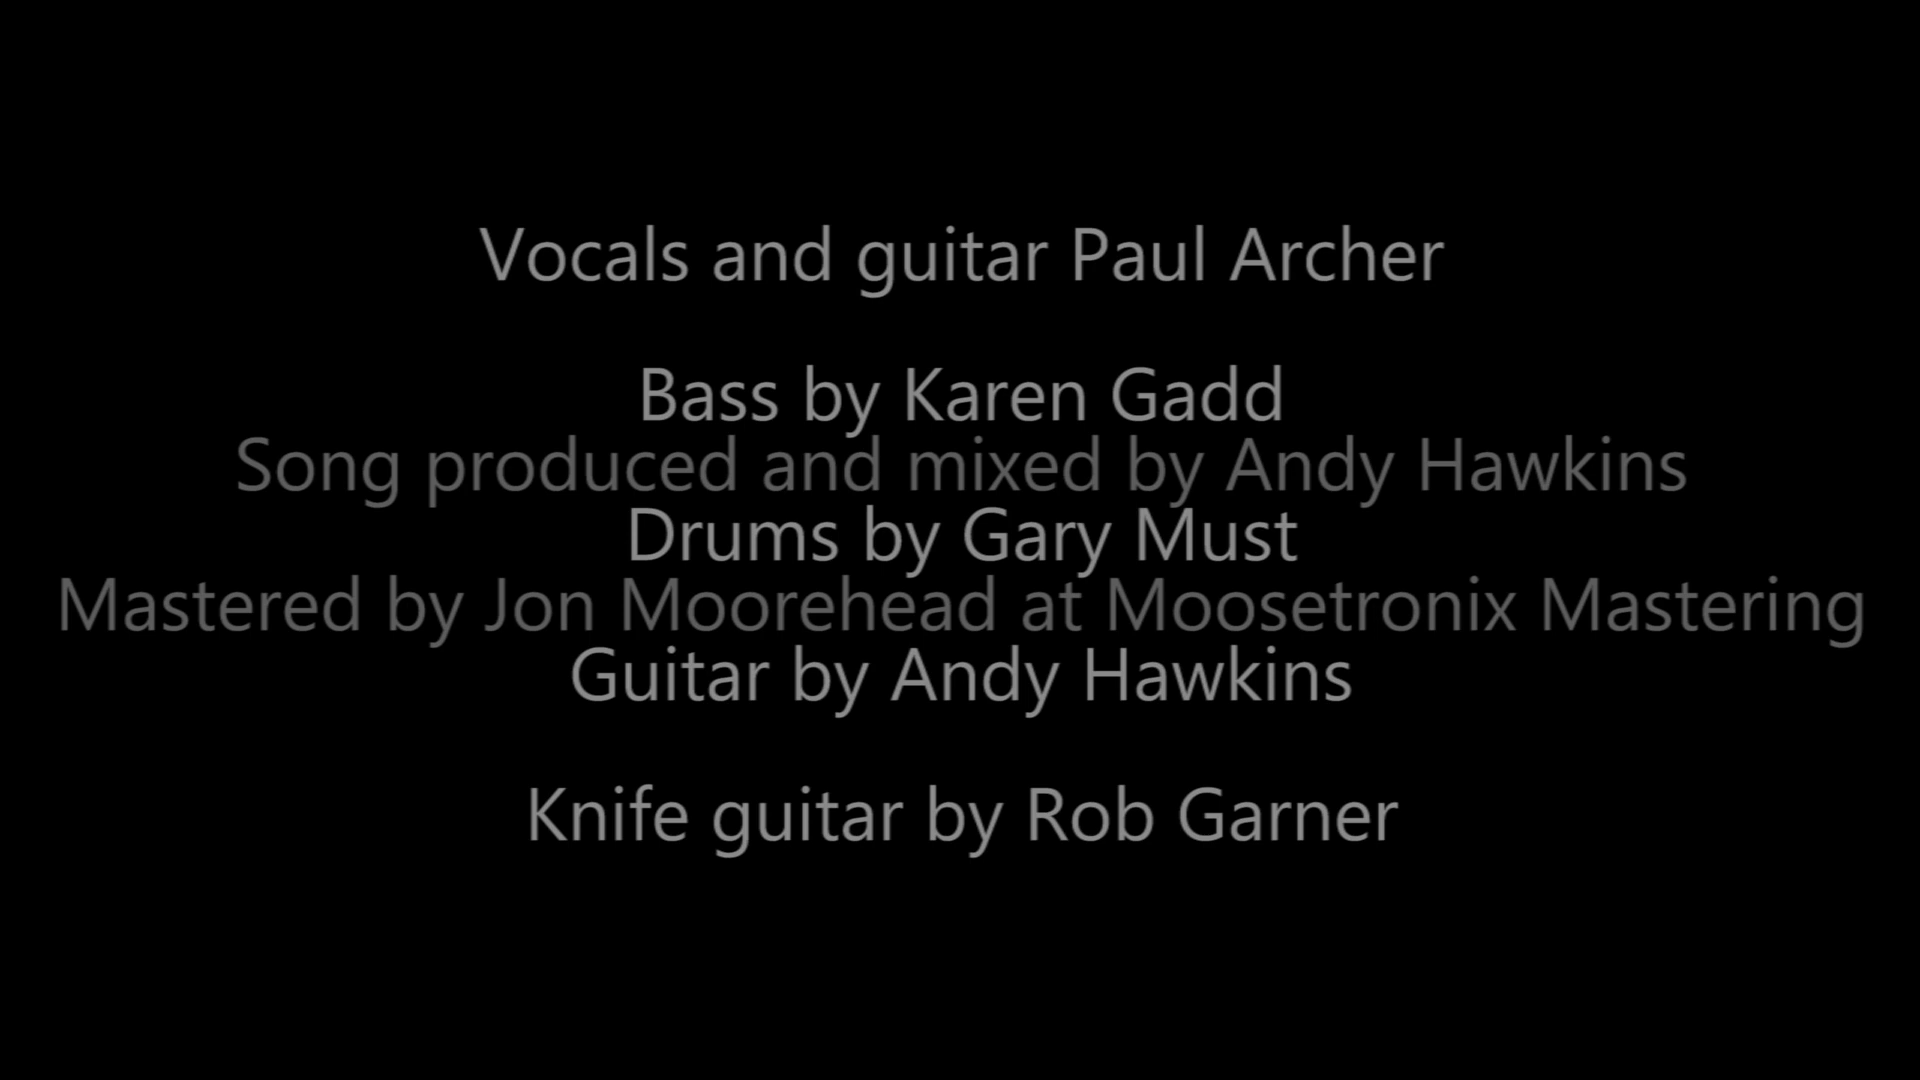 Vocals and guitar Paul Archer
Bass by Karen Gadd
Song produced and mixed by Andy Hawkins
Drums by Gary Must
Mastered by Jon Moorehead at Moosetronix Mastering
Guitar by Andy Hawkins
Knife guitar by Rob Garner